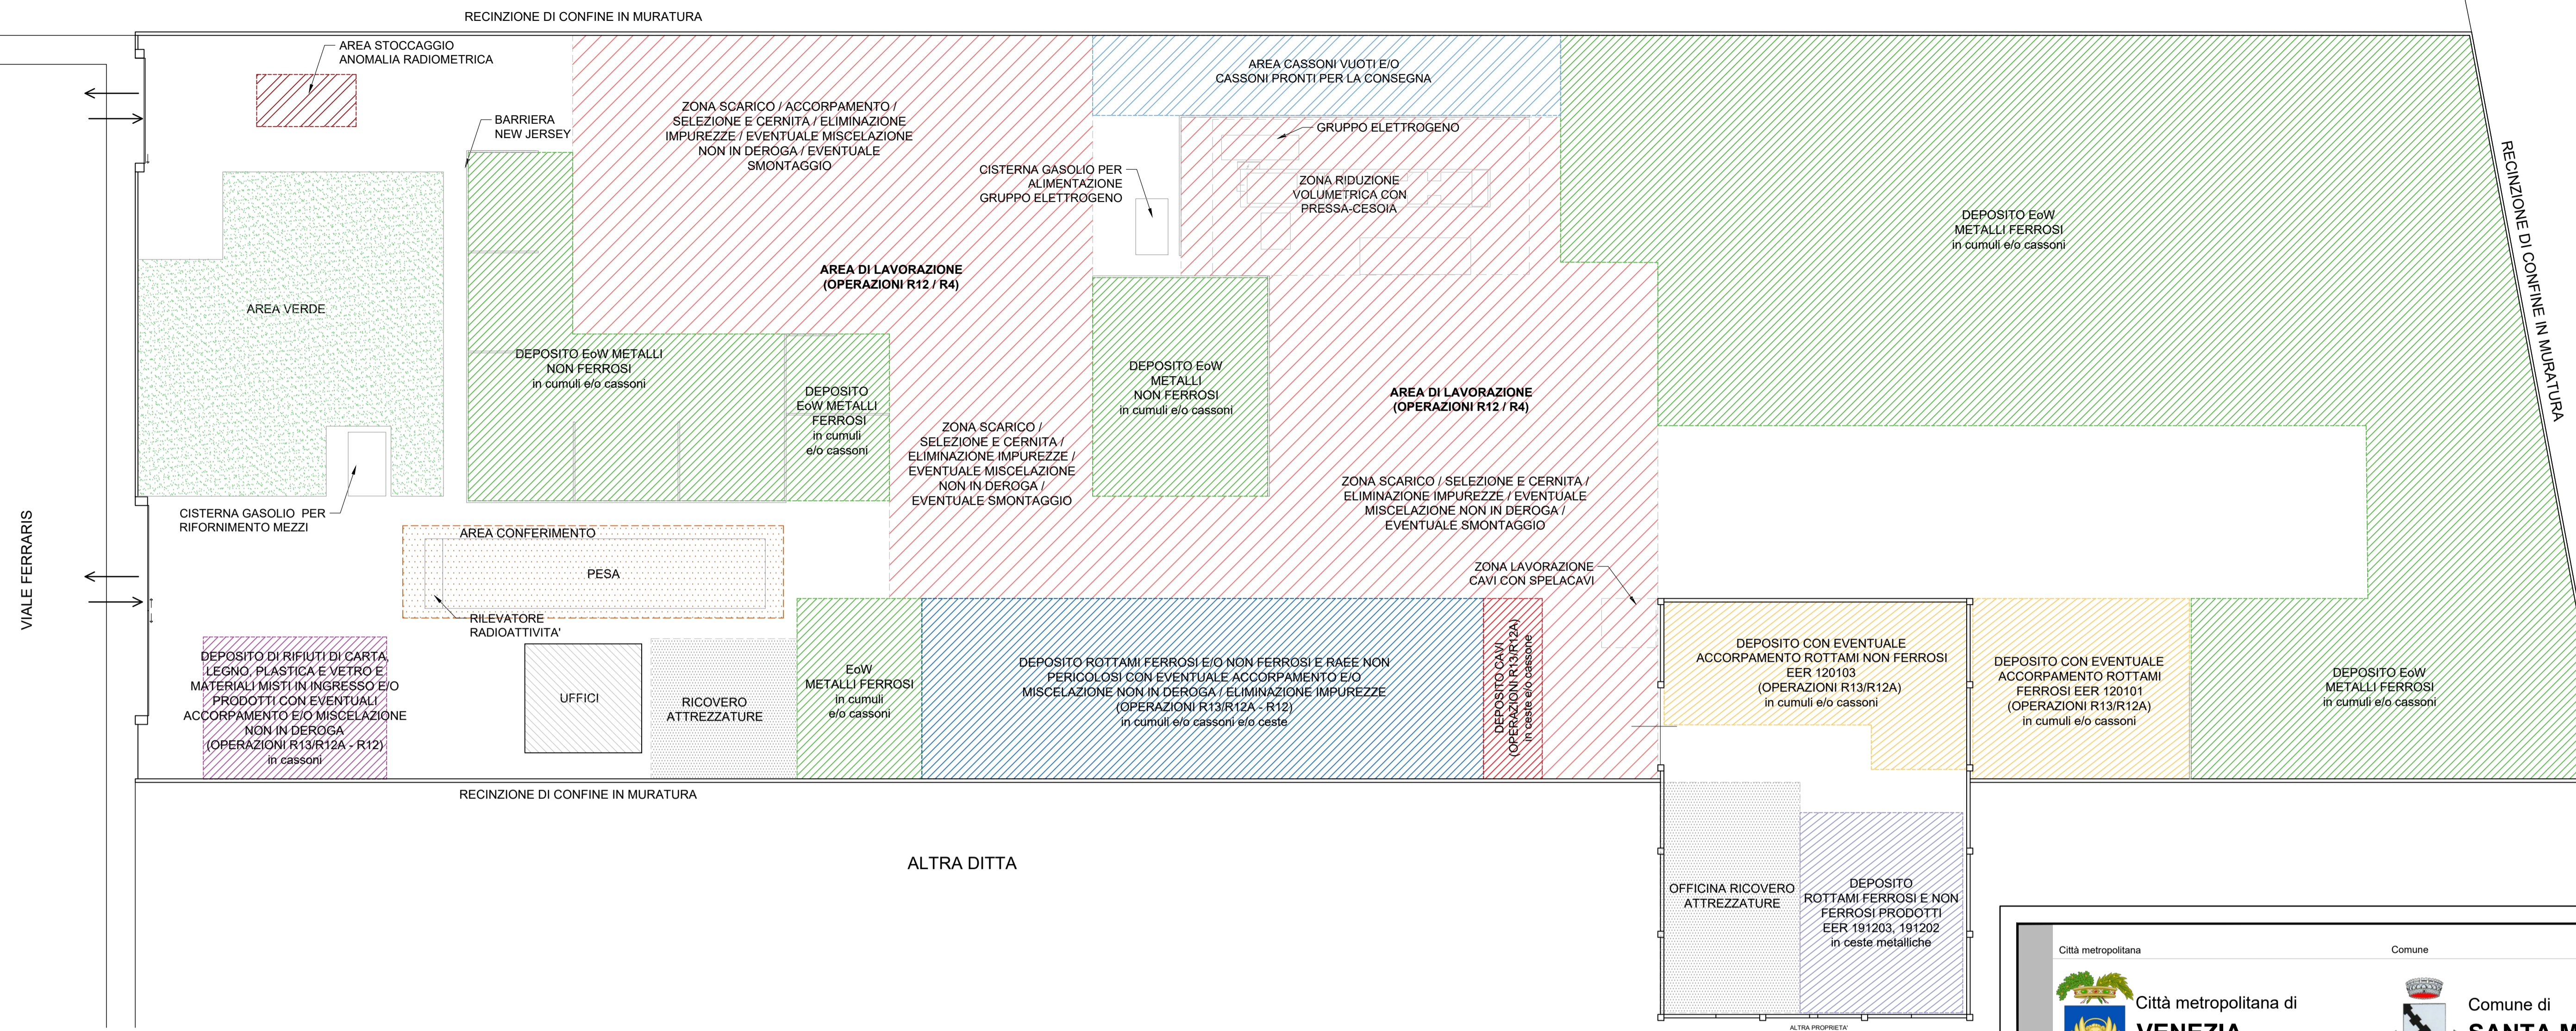 RECINZIONE DI CONFINE IN MURATURA
AREA STOCCAGGIO
ANOMALIA RADIOMETRICA
BARRIERA
NEW JERSEY
ZONA SCARICO / ACCORPAMENTO /
SELEZIONE E CERNITA / ELIMINAZIONE
IMPUREZZE / EVENTUALE MISCELAZIONE
NON IN DEROGA / EVENTUALE
SMONTAGGIO
AREA CASSONI VUOTI E/O
CASSONI PRONTI PER LA CONSEGNA
GRUPPO ELETTROGENO
CISTERNA GASOLIO PER
ALIMENTAZIONE
GRUPPO ELETTROGENO
ZONA RIDUZIONE
VOLUMETRICA CON
PRESSA-CESOIA
DEPOSITO EoW
METALLI FERROSI
in cumuli e/o cassoni
RECINZIONE DI CONFINE IN MURATURA
AREA DI LAVORAZIONE
(OPERAZIONI R12 / R4)
AREA VERDE
DEPOSITO EoW METALLI
NON FERROSI
in cumuli e/o cassoni
DEPOSITO
EoW METALLI
FERROSI
in cumuli
e/o cassoni
DEPOSITO EoW
METALLI
NON FERROSI
in cumuli e/o cassoni
AREA DI LAVORAZIONE
(OPERAZIONI R12 / R4)
ZONA SCARICO /
SELEZIONE E CERNITA /
ELIMINAZIONE IMPUREZZE /
EVENTUALE MISCELAZIONE
NON IN DEROGA /
EVENTUALE SMONTAGGIO
ZONA SCARICO / SELEZIONE E CERNITA /
ELIMINAZIONE IMPUREZZE / EVENTUALE
MISCELAZIONE NON IN DEROGA /
EVENTUALE SMONTAGGIO
CISTERNA GASOLIO PER
RIFORNIMENTO MEZZI
VIALE FERRARIS
AREA CONFERIMENTO
PESA
RILEVATORE
RADIOATTIVITA'
ZONA LAVORAZIONE
CAVI CON SPELACAVI
DEPOSITO DI RIFIUTI DI CARTA,
LEGNO, PLASTICA E VETRO E
MATERIALI MISTI IN INGRESSO E/O
PRODOTTI CON EVENTUALI
ACCORPAMENTO E/O MISCELAZIONE
NON IN DEROGA
(OPERAZIONI R13/R12A - R12)
in cassoni
UFFICI
RICOVERO
ATTREZZATURE
EoW
METALLI FERROSI
in cumuli
e/o cassoni
DEPOSITO ROTTAMI FERROSI E/O NON FERROSI E RAEE NON
PERICOLOSI CON EVENTUALE ACCORPAMENTO E/O
MISCELAZIONE NON IN DEROGA / ELIMINAZIONE IMPUREZZE
(OPERAZIONI R13/R12A - R12)
in cumuli e/o cassoni e/o ceste
DEPOSITO CAVI
(OPERAZIONI R13/R12A)
in ceste e/o cassone
DEPOSITO CON EVENTUALE
ACCORPAMENTO ROTTAMI NON FERROSI
EER 120103
(OPERAZIONI R13/R12A)
in cumuli e/o cassoni
DEPOSITO CON EVENTUALE
ACCORPAMENTO ROTTAMI
FERROSI EER 120101
(OPERAZIONI R13/R12A)
in cumuli e/o cassoni
DEPOSITO EoW
METALLI FERROSI
in cumuli e/o cassoni
RECINZIONE DI CONFINE IN MURATURA
ALTRA DITTA
OFFICINA RICOVERO
ATTREZZATURE
DEPOSITO
ROTTAMI FERROSI E NON
FERROSI PRODOTTI
EER 191203, 191202
in ceste metalliche
ALTRA PROPRIETA'
Città metropolitana
Comune
Città metropolitana di
VENEZIA
Comune di
SANTA M